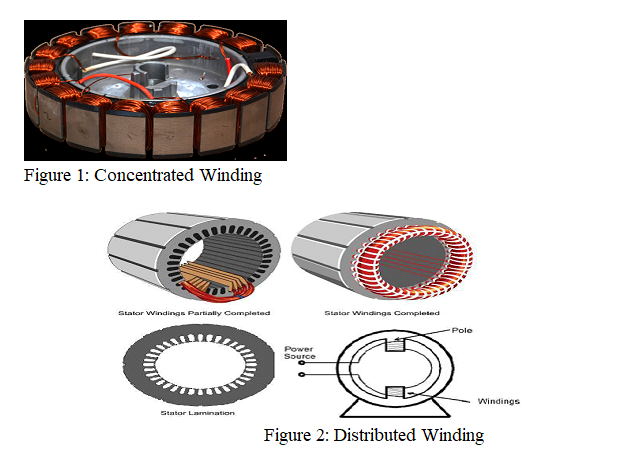 Figure 1: Concentrated Winding
Stator Windings Partially Completed
Stator Windings Completed
Pole
Power
Source
Windings
Stator Lamination
Figure 2: Distributed Winding